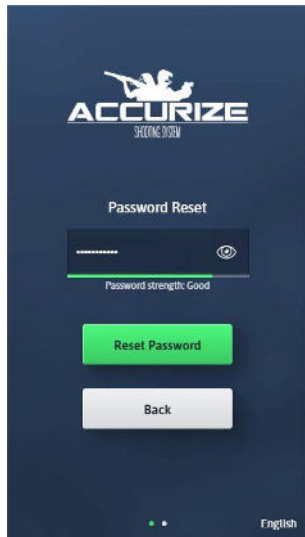 ACCURIZE
SHOOTING SYSTEM
Password Reset
Password strength: Good
Reset Password
Back
English